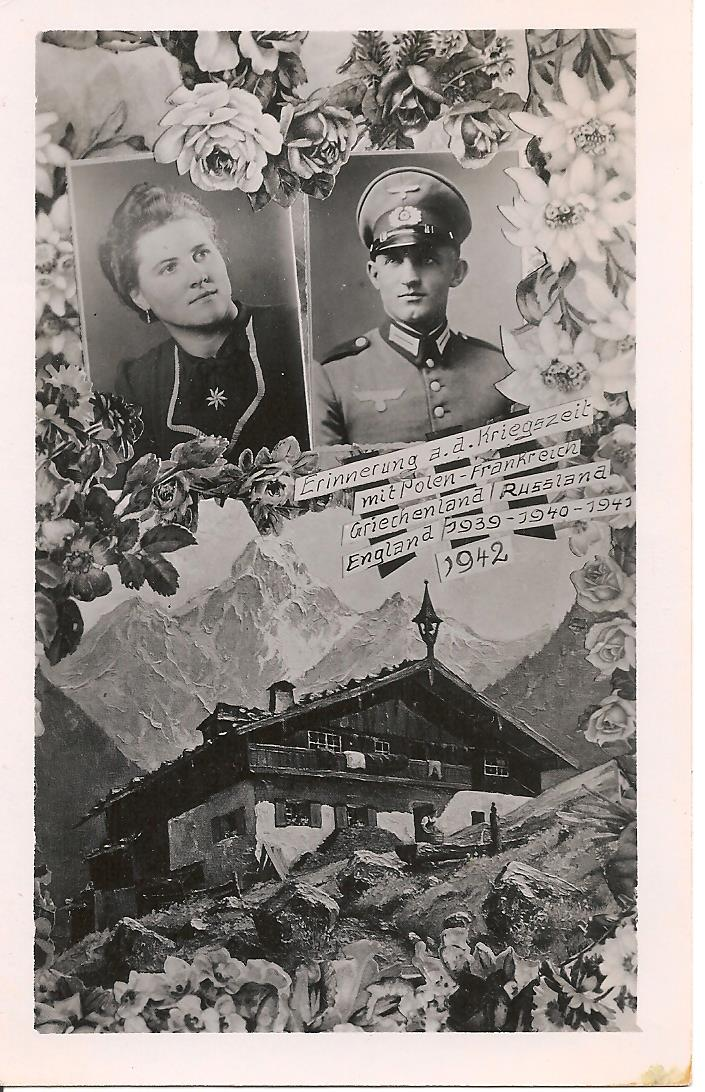 Erinnerung a.d. Kriegszeit
mit Polen-Frankreich
Griechenland/Russland
England/1939-1940-1941
1942